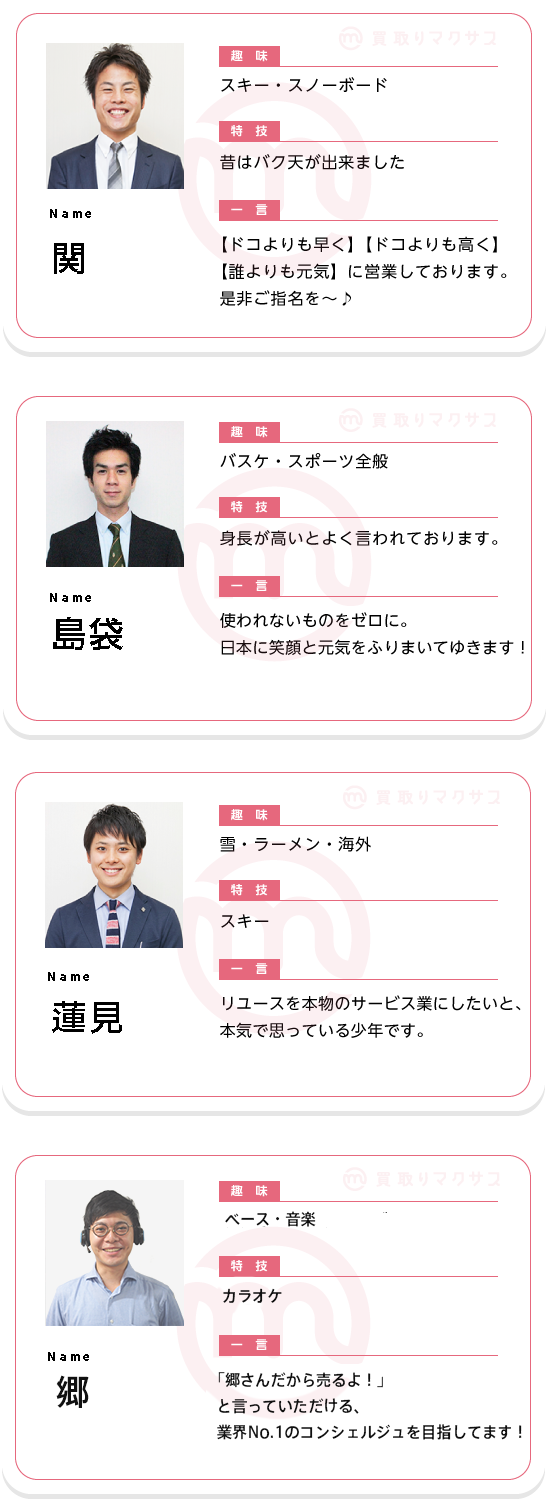 買取りマクサス
趣 味
スキー・スノーボード
特 技
昔はバク天が出来ました
Name
一 言
関
【ドコよりも早く】【ドコよりも高く】
【誰よりも元気】に営業しております。
是非ご指名を～♪
買取りマクサス
趣 味
バスケ・スポーツ全般
特 技
身長が高いとよく言われております。
一 言
Name
島袋
使われないものをゼロに。
日本に笑顔と元気をふりまいてゆきます！
買取りマクサス
趣 味
雪・ラーメン・海外
特 技
スキー
一 言
Name
蓮見
リユースを本物のサービス業にしたいと、
本気で思っている少年です。
買取りマクサス
趣 味
ベース・音楽
特 技
カラオケ
一 言
Name
郷
「郷さんだから売るよ！」
と言っていただける、
業界No.1のコンシェルジュを目指してます！